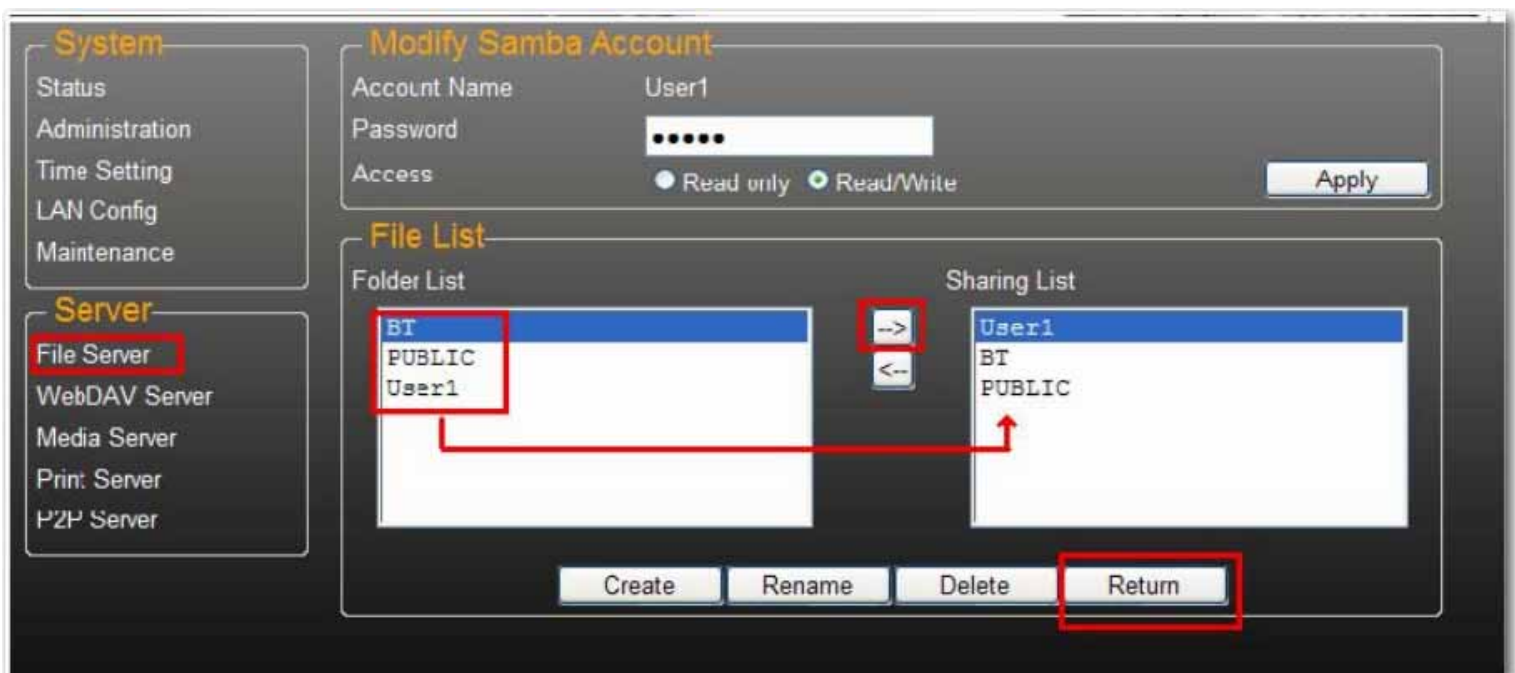 System
Status
Administration
Time Setting
LAN Config
Maintenance
Server
File Server
WebDAV Server
Media Server
Print Server
P2P Server
Modify Samba Account
Account Name User1
Password •••••
Access Read only Read/Write Apply
File List
Folder List
BT
PUBLIC
User1
-->
<--
Sharing List
User1
BT
PUBLIC
Create Rename Delete Return